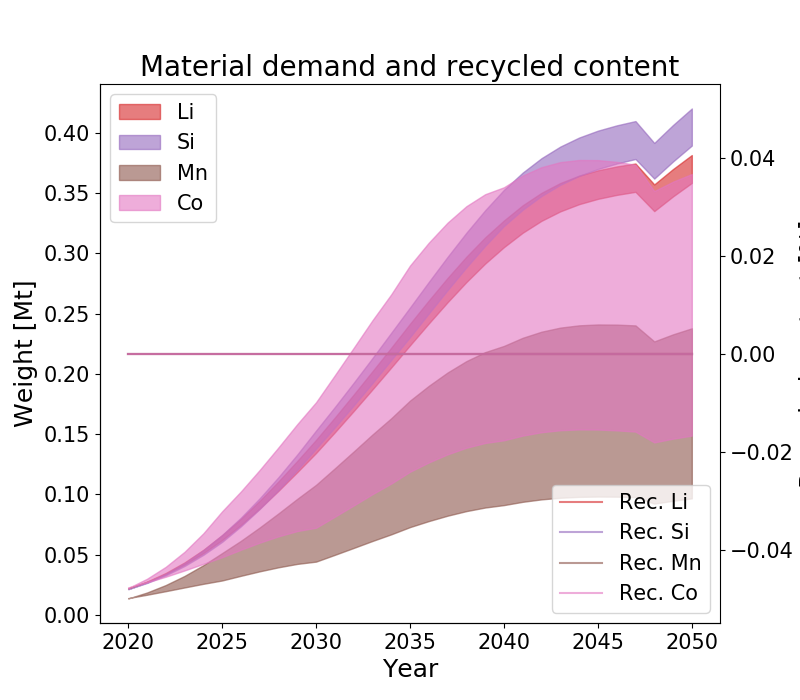 Material demand and recycled content
Li
Si
Mn
Co
0.40
0.35
0.30
0.25
0.20
0.15
0.10
0.05
0.00
Weight [Mt]
0.04
0.02
0.00
−0.02
−0.04
Rec. Li
Rec. Si
Rec. Mn
Rec. Co
2020 2025 2030 2035 2040 2045 2050
Year